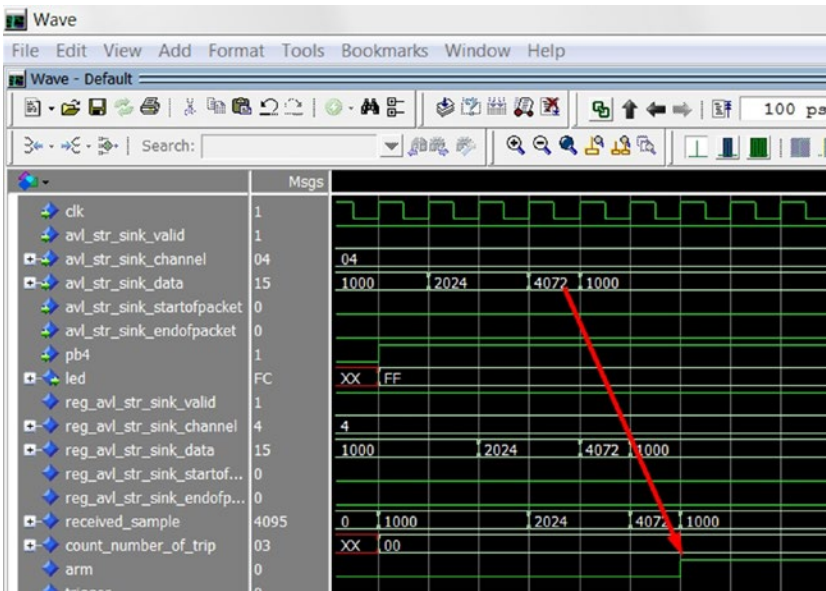 Wave
File Edit View Add Format Tools Bookmarks Window Help
Wave - Default
100 ps
Search:
Msgs
clk 1
avl_str_sink_valid 1
avl_str_sink_channel 04 04
avl_str_sink_data 15 1000 2024 4072 1000
avl_str_sink_startofpacket 0
avl_str_sink_endofpacket 0
pb4 1
led FC XX FF
reg_avl_str_sink_valid 1
reg_avl_str_sink_channel 4 4
reg_avl_str_sink_data 15 1000 2024 4072 1000
reg_avl_str_sink_startof... 0
reg_avl_str_sink_endofp... 0
received_sample 4095 0 1000 2024 4072 1000
count_number_of_trip 03 XX 00
arm 0